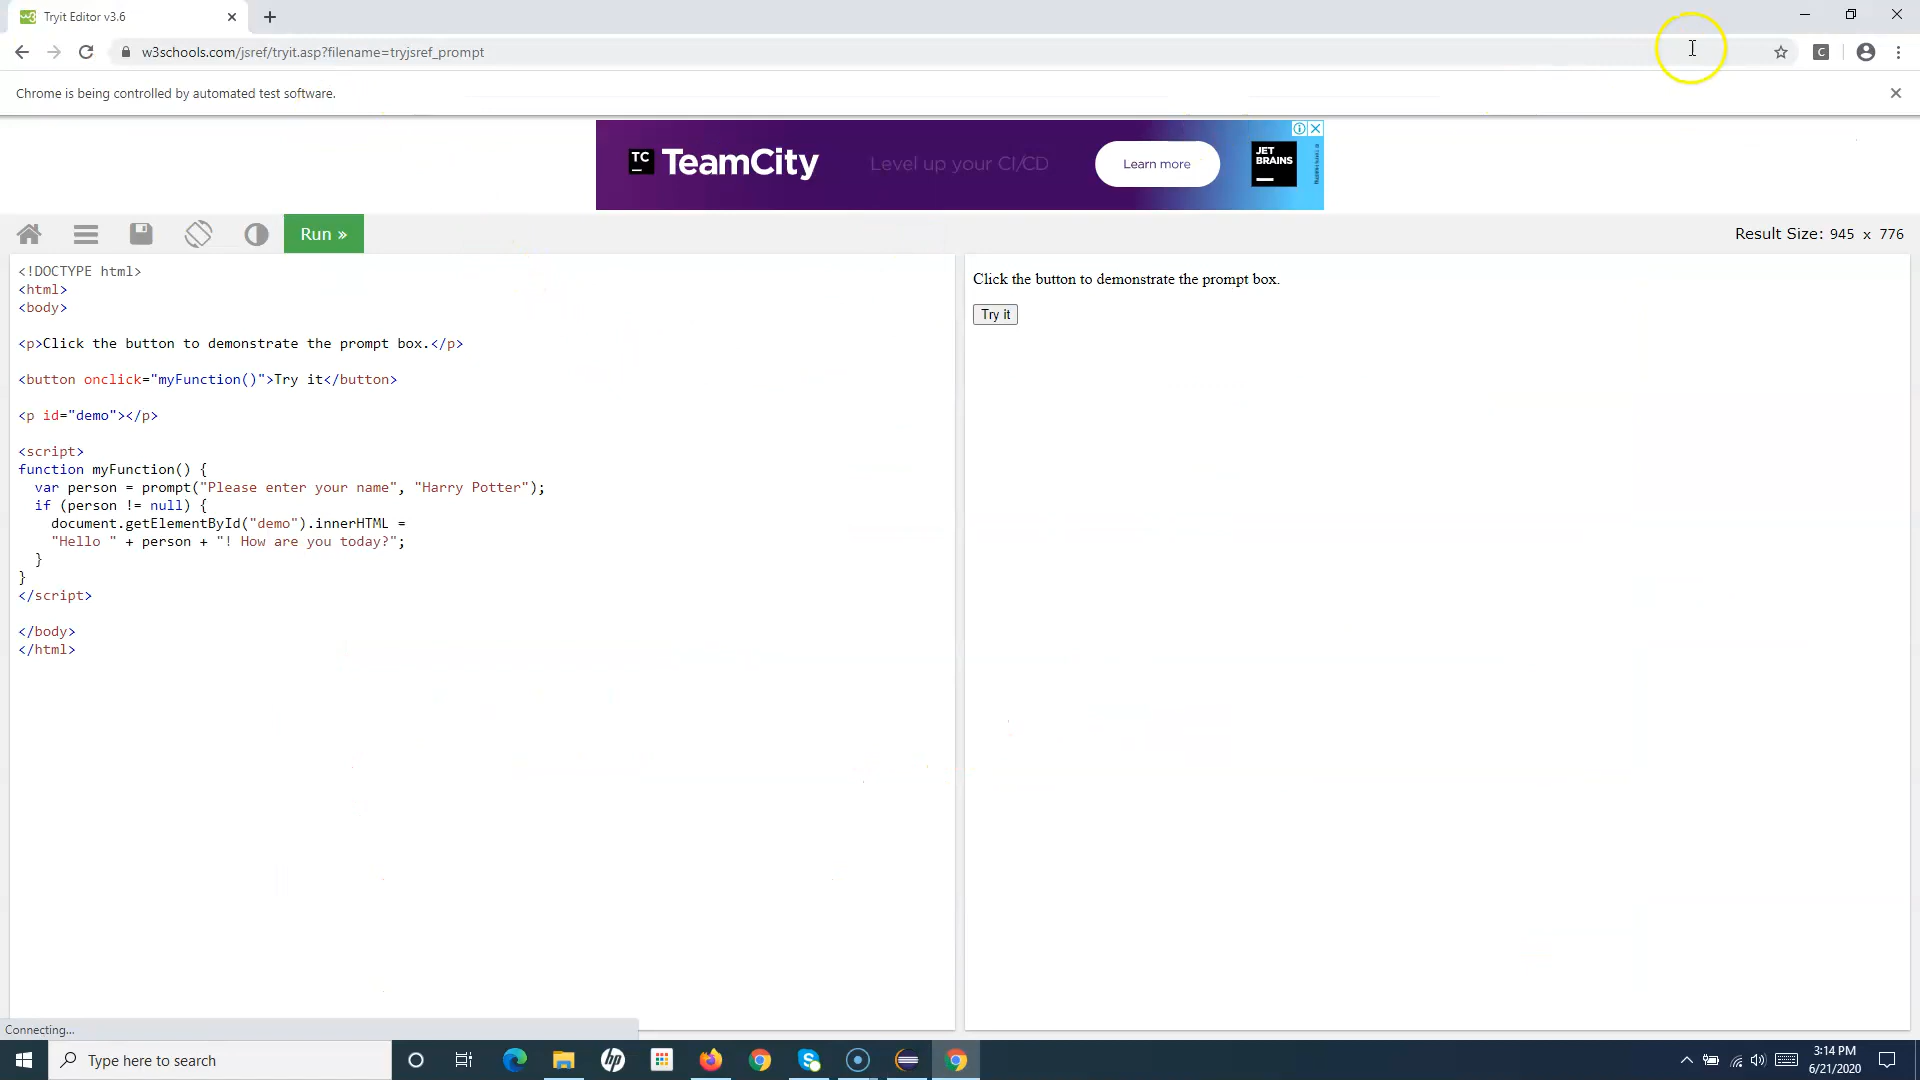 Tryit Editor v3.6
w3schools.com/jsref/tryit.asp?filename=tryjsref_prompt
C
Chrome is being controlled by automated test software.
TC
TeamCity
Level up your CI/CD
Learn more
JET
BRAINS
Run »
Result Size: 945 x 776
<!DOCTYPE html>
<html>
<body>
<p>Click the button to demonstrate the prompt box.</p>
<button onclick="myFunction()">Try it</button>
<p id="demo"></p>
<script>
function myFunction() {
  var person = prompt("Please enter your name", "Harry Potter");
  if (person != null) {
    document.getElementById("demo").innerHTML =
    "Hello " + person + "! How are you today?";
  }
}
</script>
</body>
</html>
Click the button to demonstrate the prompt box.
Try it
Connecting...
Type here to search
hp
3:14 PM
6/21/2020